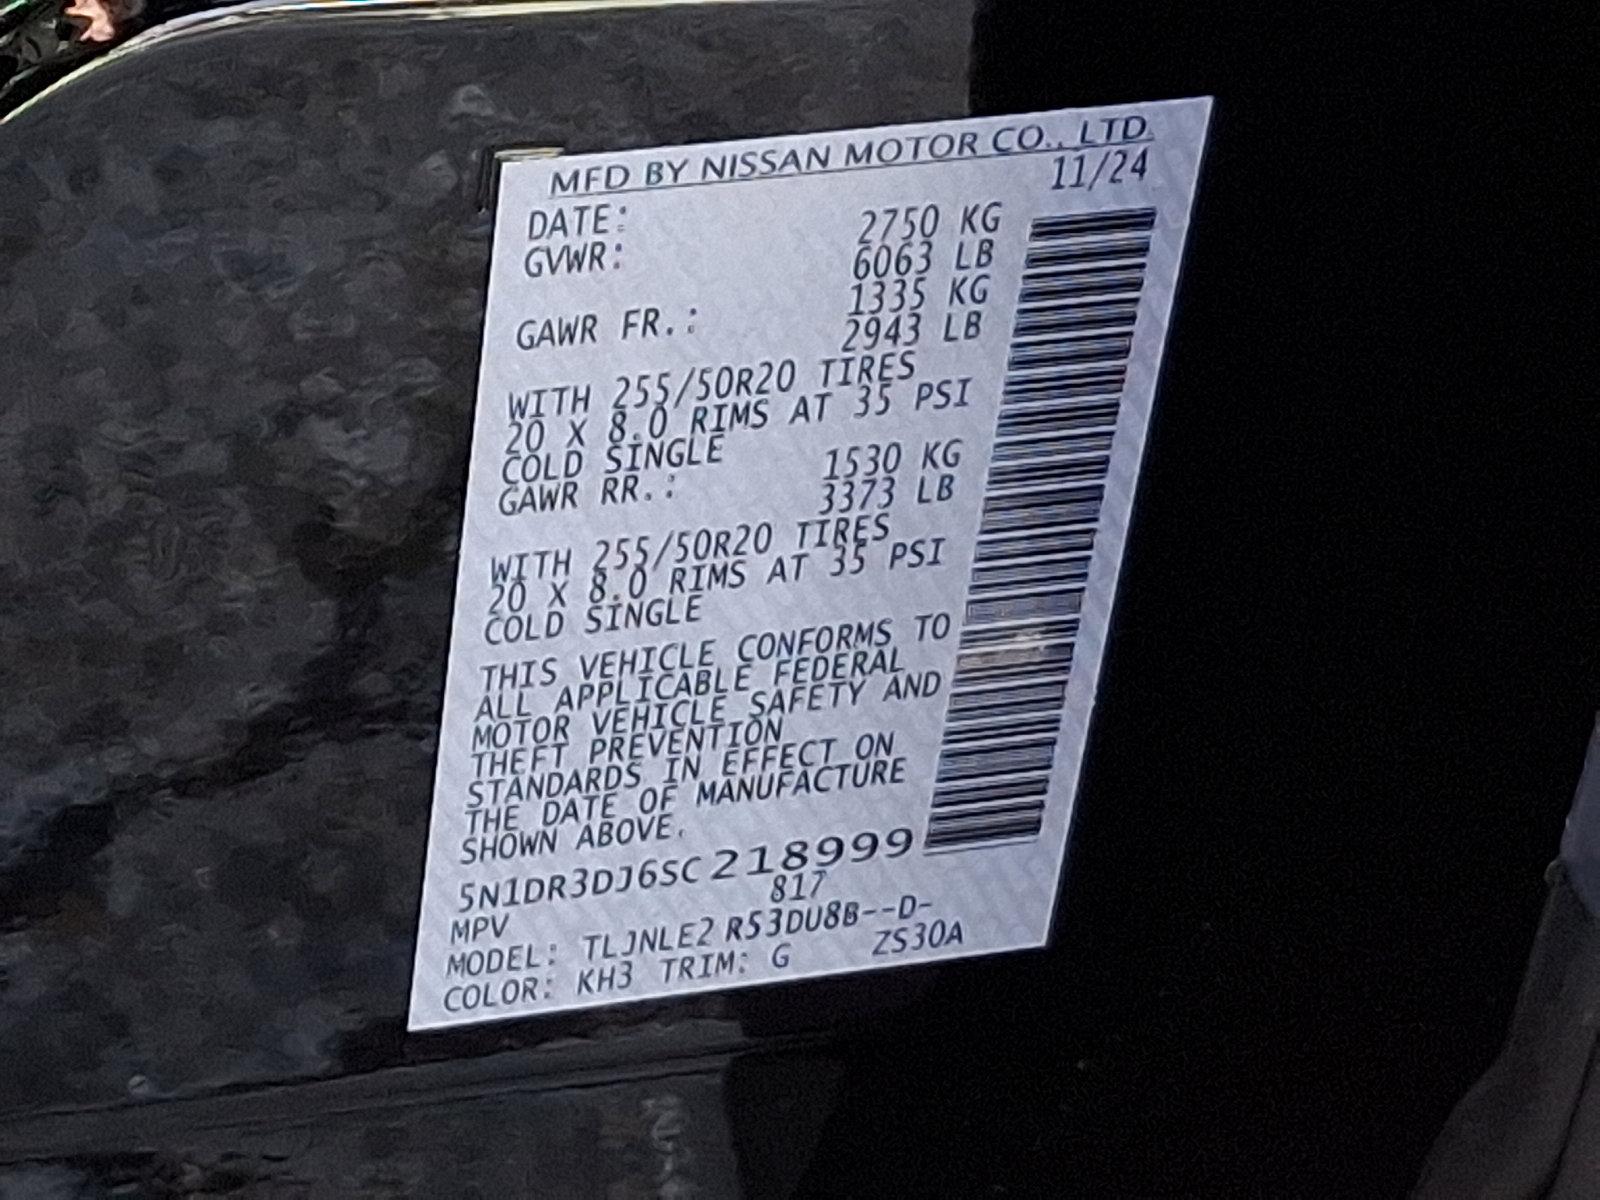 MFD BY NISSAN MOTOR CO., LTD.
DATE: 11/24
GVWR: 2750 KG
6063 LB
GAWR FR.: 1335 KG
2943 LB
WITH 255/50R20 TIRES
20 X 8.0 RIMS AT 35 PSI
COLD SINGLE
GAWR RR.: 1530 KG
3373 LB
WITH 255/50R20 TIRES
20 X 8.0 RIMS AT 35 PSI
COLD SINGLE
THIS VEHICLE CONFORMS TO
ALL APPLICABLE FEDERAL
MOTOR VEHICLE SAFETY AND
THEFT PREVENTION
STANDARDS IN EFFECT ON
THE DATE OF MANUFACTURE
SHOWN ABOVE.
5N1DR3DJ6SC218999
MPV 817
MODEL: TLJNLE2 R53DU8B--D-
COLOR: KH3 TRIM: G ZS30A